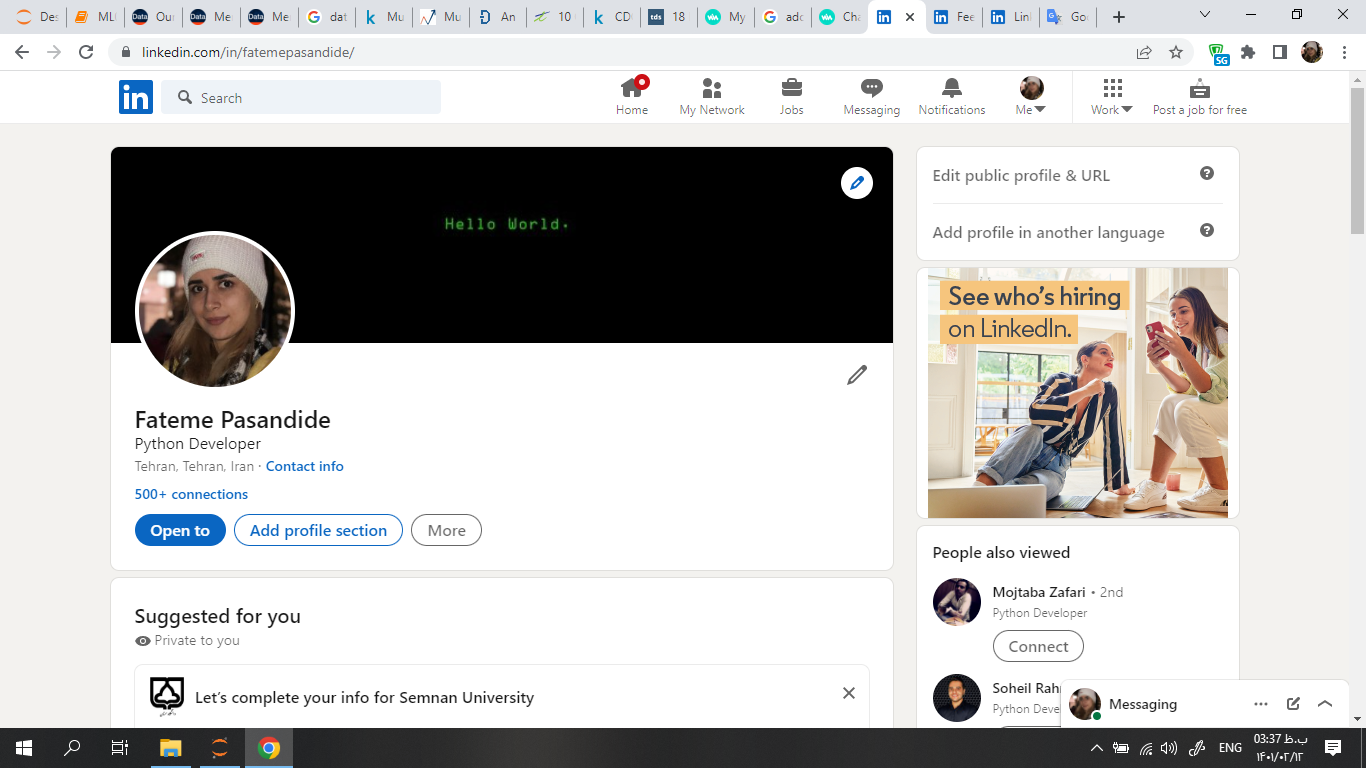 Des
MLf
Our
Me
Me
dat
Mu
Mu
An
10
CD
18
My
add
Cha
Fee
Lin
Goo
linkedin.com/in/fatemepasandide/
SG
in
Search
Home
My Network
Jobs
Messaging
Notifications
Me
Work
Post a job for free
Hello World.
Fateme Pasandide
Python Developer
Tehran, Tehran, Iran · Contact info
500+ connections
Open to
Add profile section
More
Suggested for you
Private to you
Let's complete your info for Semnan University
Edit public profile & URL
Add profile in another language
See who's hiring
on LinkedIn.
People also viewed
Mojtaba Zafari • 2nd
Python Developer
Connect
Soheil Rah
Python Deve
Messaging
ENG
03:37 ب.ظ
۱۴۰۱/۰۲/۱۲